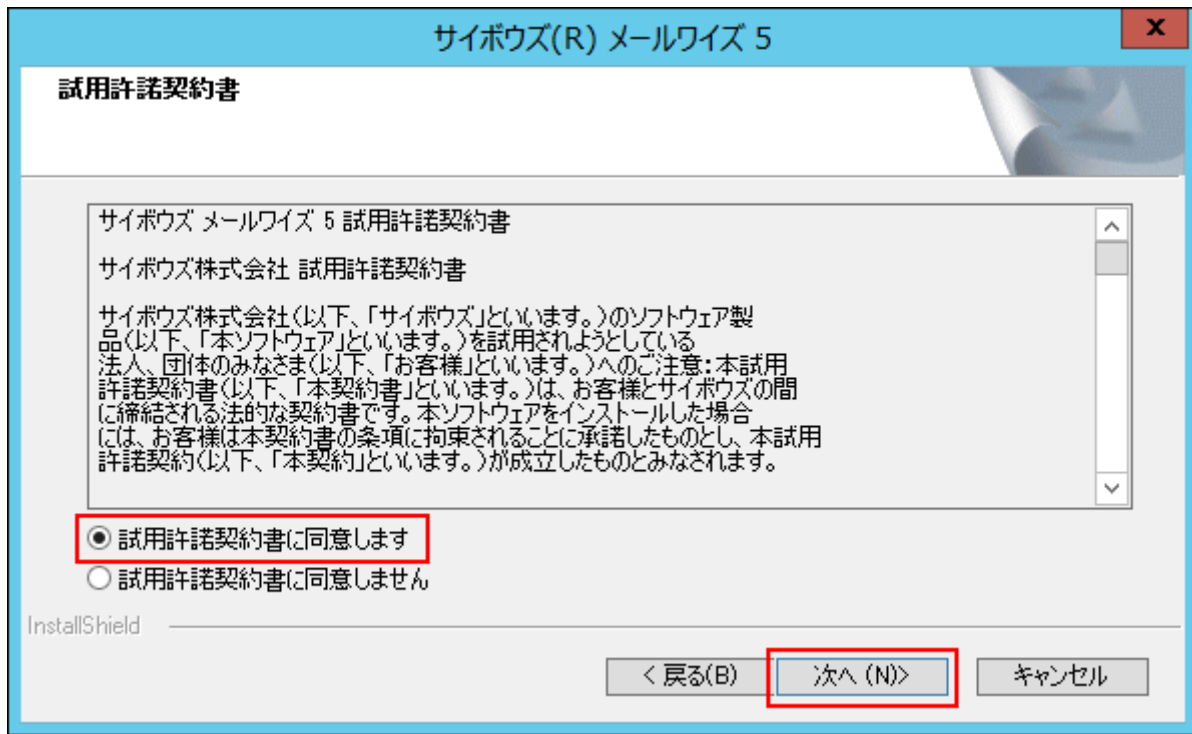 サイボウズ(R) メールワイズ 5
x
試用許諾契約書
サイボウズ メールワイズ 5 試用許諾契約書
サイボウズ株式会社 試用許諾契約書
サイボウズ株式会社(以下、「サイボウズ」といいます。)のソフトウェア製
品(以下、「本ソフトウェア」といいます。)を試用されようとしている
法人、団体のみなさま(以下、「お客様」といいます。)へのご注意:本試用
許諾契約書(以下、「本契約書」といいます。)は、お客様とサイボウズの間
に締結される法的な契約書です。本ソフトウェアをインストールした場合
には、お客様は本契約書の条項に拘束されることに承諾したものとし、本試用
許諾契約(以下、「本契約」といいます。)が成立したものとみなされます。
試用許諾契約書に同意します
試用許諾契約書に同意しません
InstallShield
< 戻る(B) 次へ (N)> キャンセル